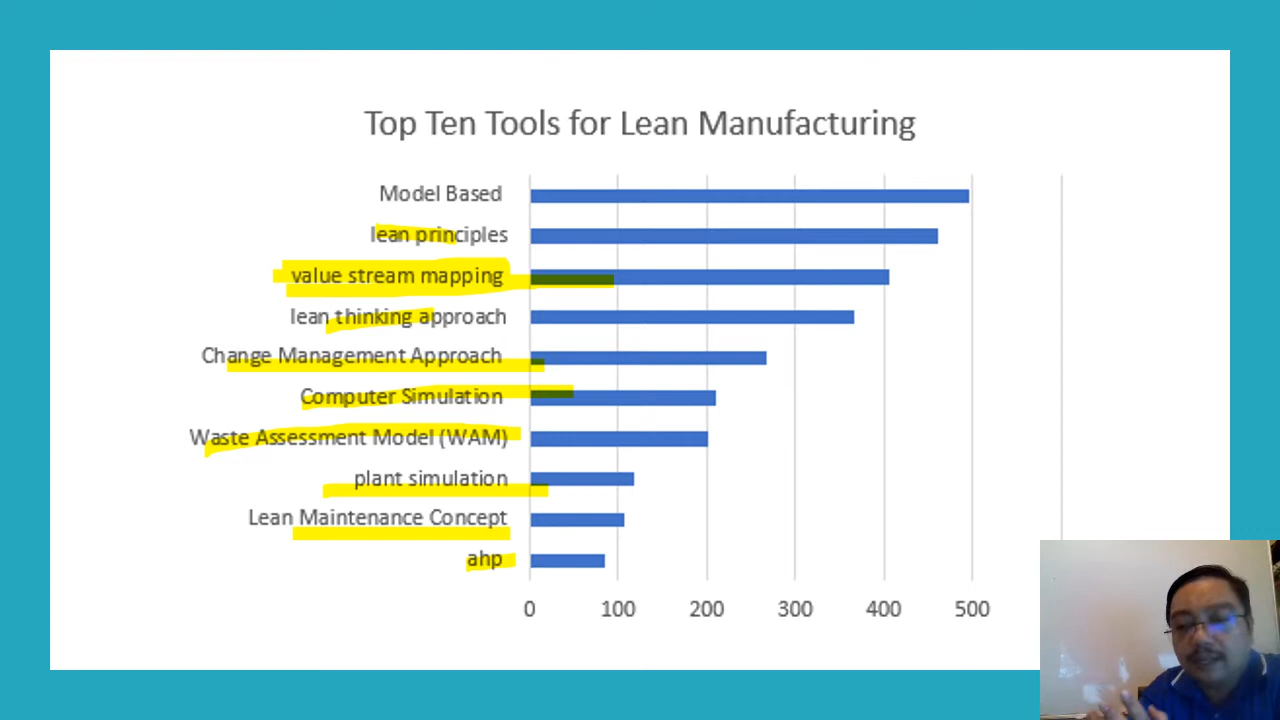 Top Ten Tools for Lean Manufacturing
Model Based
lean principles
value stream mapping
lean thinking approach
Change Management Approach
Computer Simulation
Waste Assessment Model (WAM)
plant simulation
Lean Maintenance Concept
ahp
0 100 200 300 400 500